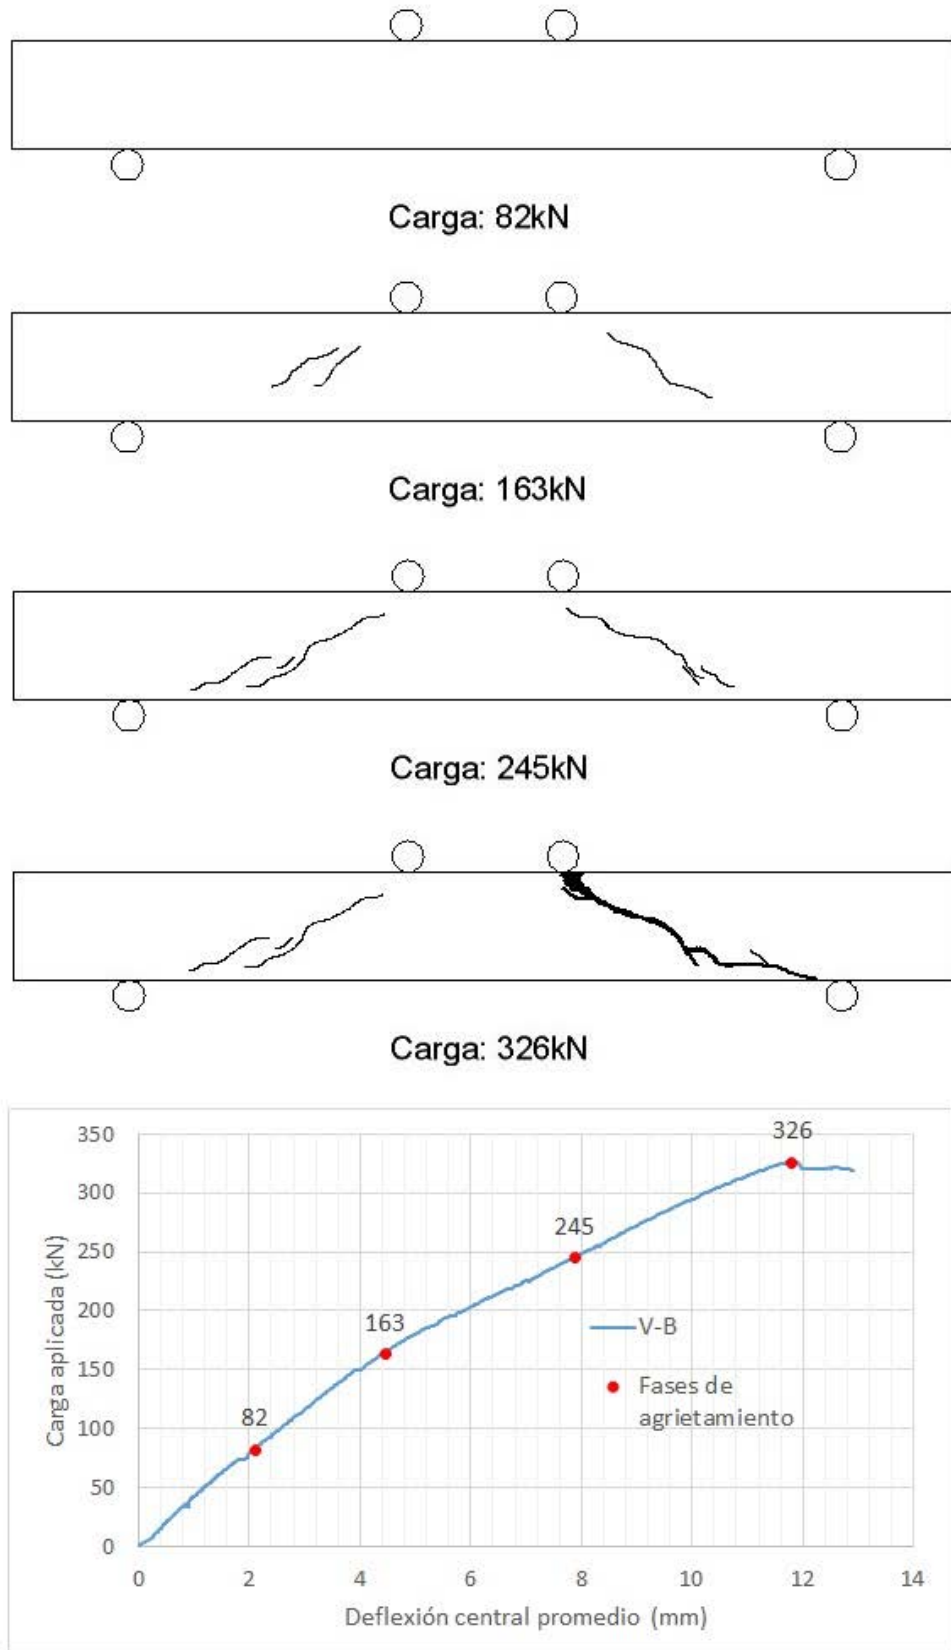 Carga: 82kN
Carga: 163kN
Carga: 245kN
Carga: 326kN
350
300
250
200
150
100
50
0
Carga aplicada (kN)
82
163
245
326
V-B
Fases de
agrietamiento
0 2 4 6 8 10 12 14
Deflexión central promedio (mm)